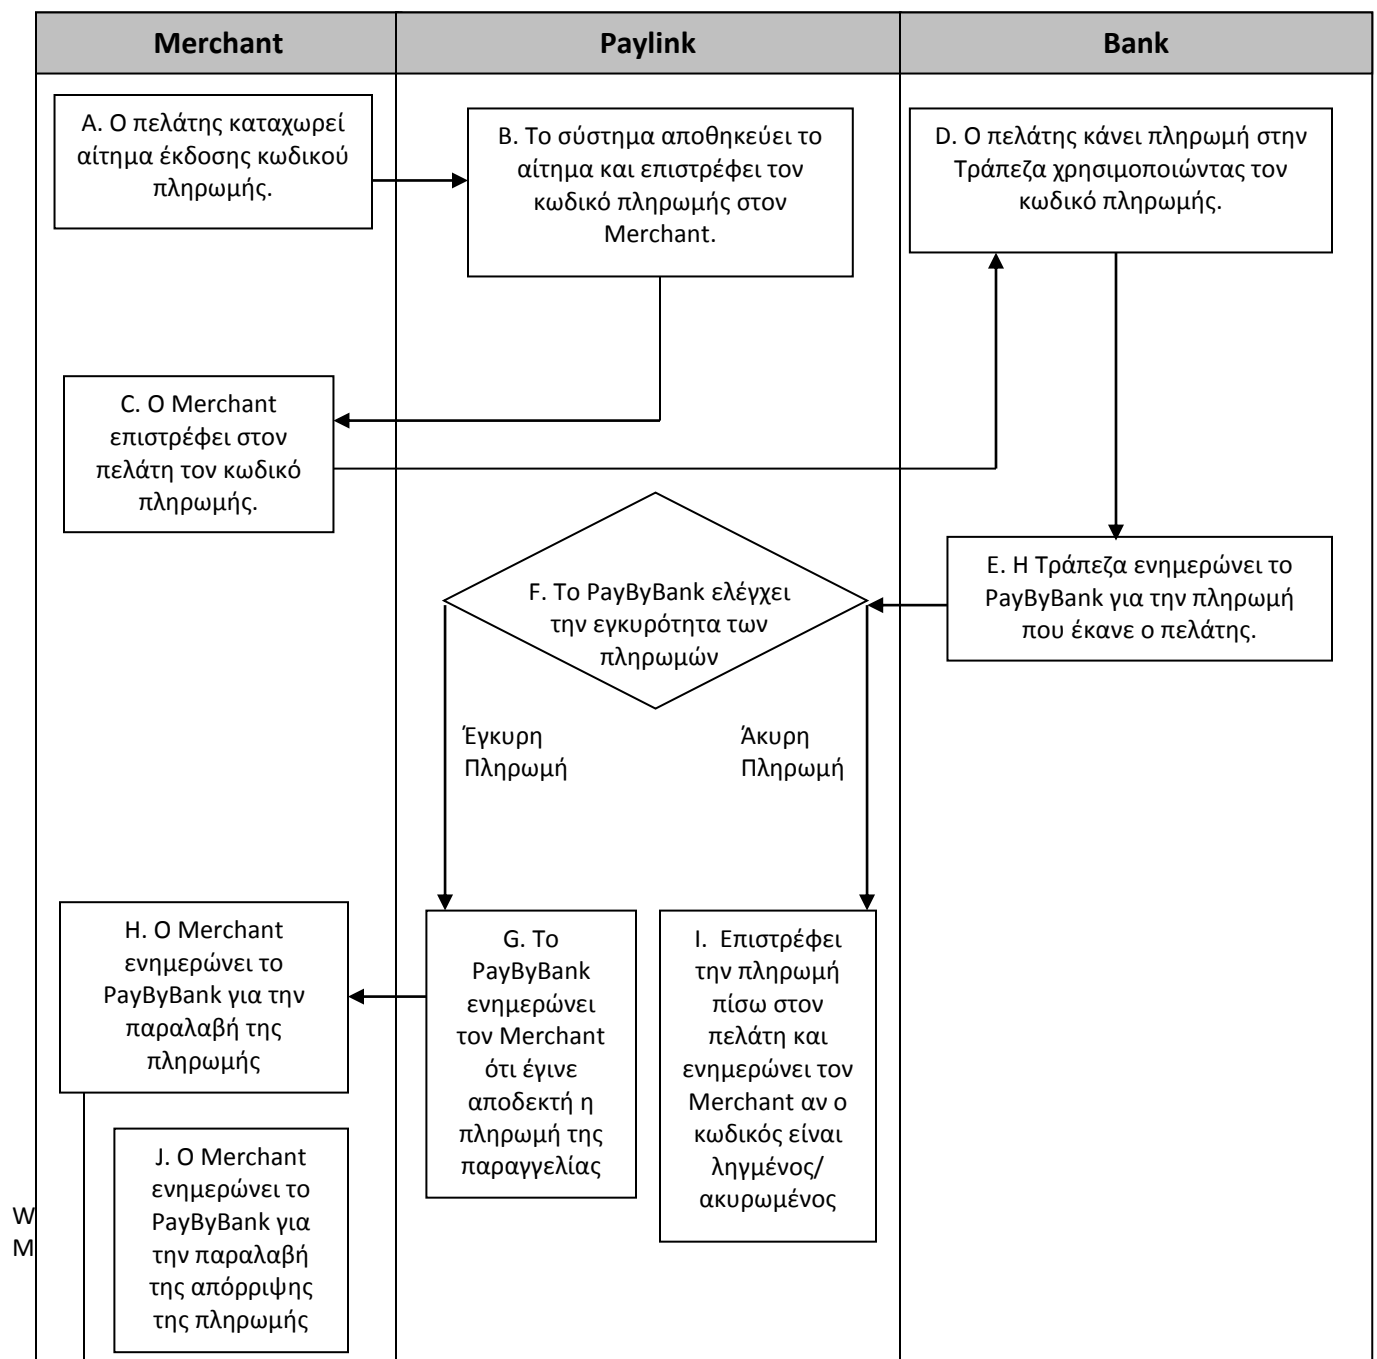 Merchant
Paylink
Bank
A. Ο πελάτης καταχωρεί
αίτημα έκδοσης κωδικού
πληρωμής.
B. Το σύστημα αποθηκεύει το
αίτημα και επιστρέφει τον
κωδικό πληρωμής στον
Merchant.
D. Ο πελάτης κάνει πληρωμή στην
Τράπεζα χρησιμοποιώντας τον
κωδικό πληρωμής.
C. Ο Merchant
επιστρέφει στον
πελάτη τον κωδικό
πληρωμής.
E. Η Τράπεζα ενημερώνει το
PayByBank για την πληρωμή
που έκανε ο πελάτης.
F. Το PayByBank ελέγχει
την εγκυρότητα των
πληρωμών
Έγκυρη
Πληρωμή
Άκυρη
Πληρωμή
H. Ο Merchant
ενημερώνει το
PayByBank για την
παραλαβή της
πληρωμής
G. Το
PayByBank
ενημερώνει
τον Merchant
ότι έγινε
αποδεκτή η
πληρωμή της
παραγγελίας
I. Επιστρέφει
την πληρωμή
πίσω στον
πελάτη και
ενημερώνει τον
Merchant αν ο
κωδικός είναι
ληγμένος/
ακυρωμένος
J. Ο Merchant
ενημερώνει το
PayByBank για
την παραλαβή
της απόρριψης
της πληρωμής
W
M